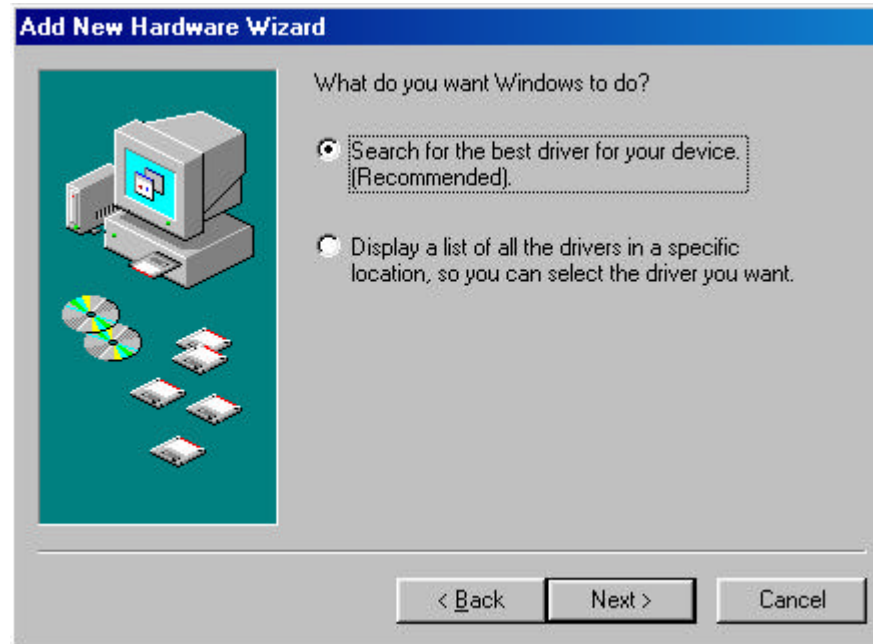 Add New Hardware Wizard
What do you want Windows to do?
Search for the best driver for your device.
(Recommended).
Display a list of all the drivers in a specific
location, so you can select the driver you want.
< Back
Next >
Cancel